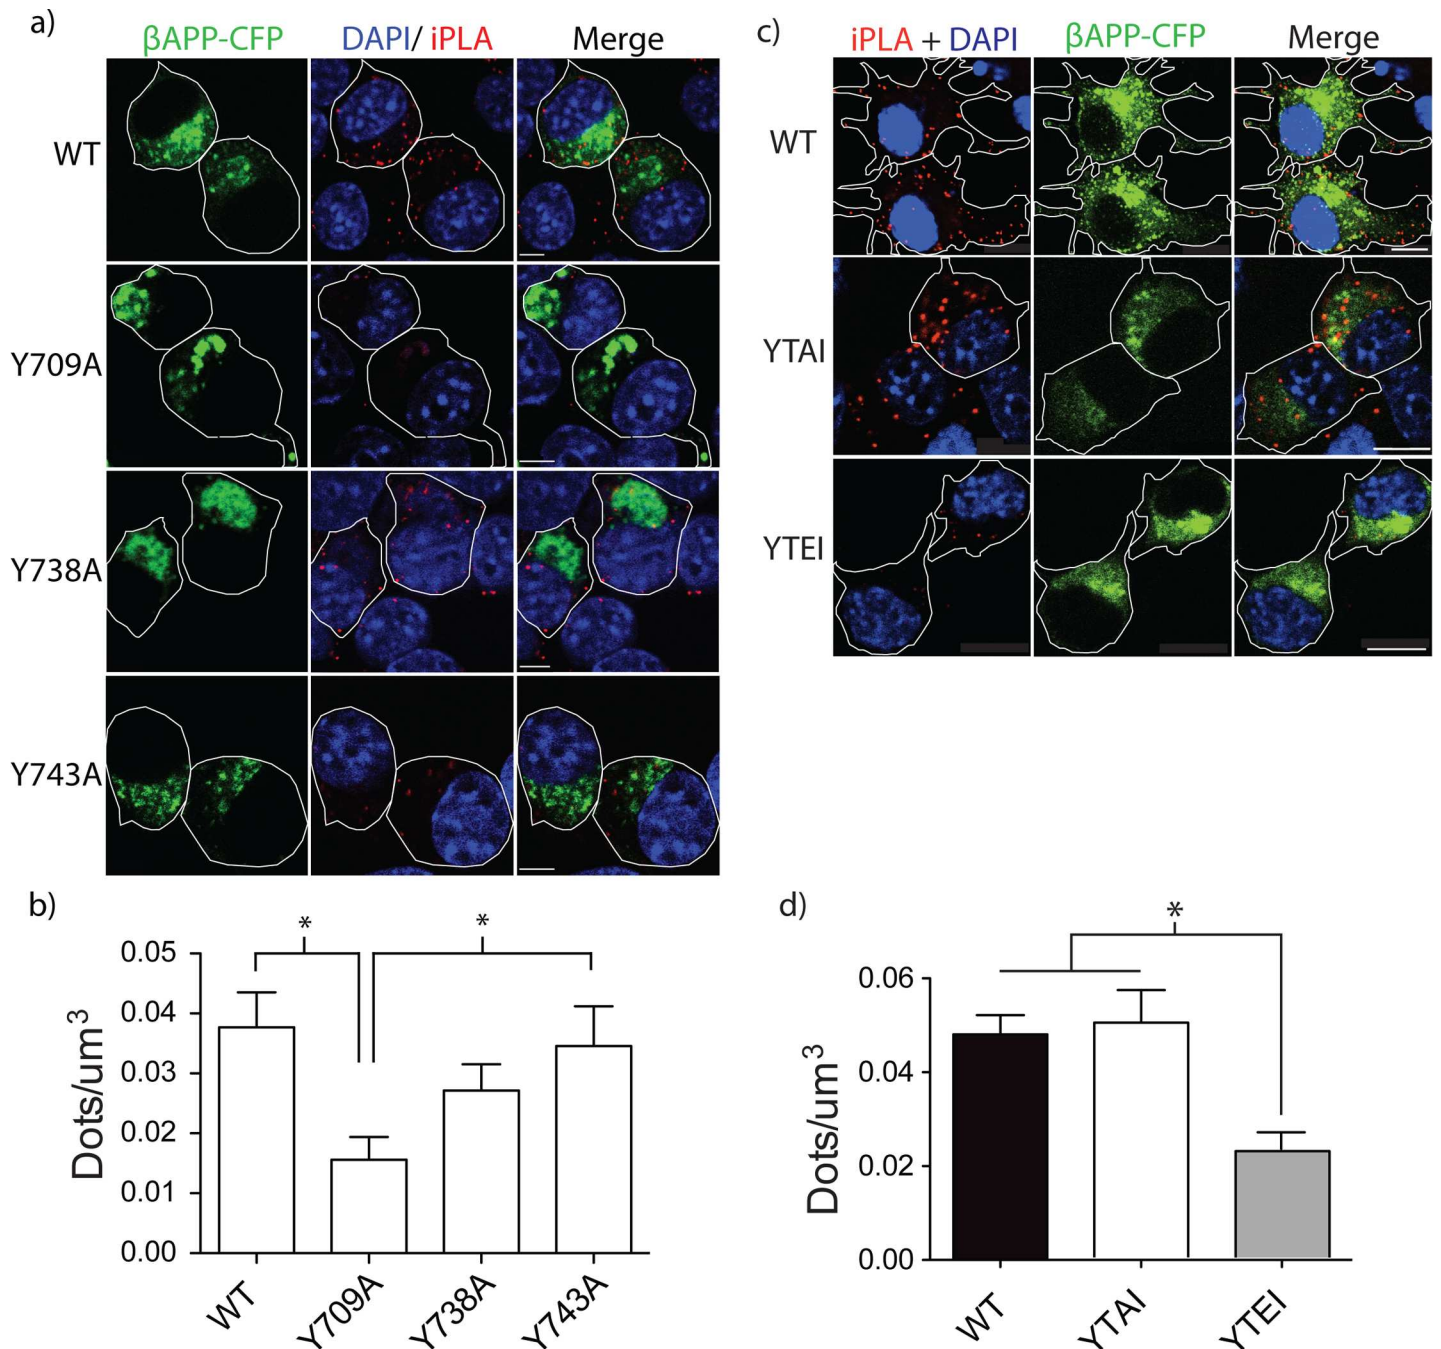 a)
βAPP-CFP DAPI/ iPLA Merge
WT
Y709A
Y738A
Y743A
c)
iPLA + DAPI βAPP-CFP Merge
WT
YTAI
YTEI
b)
* *
0.05
0.04
0.03
0.02
0.01
0.00
Dots/um³
WT Y709A Y738A Y743A
d)
*
0.06
0.04
0.02
0.00
Dots/um³
WT YTAI YTEI